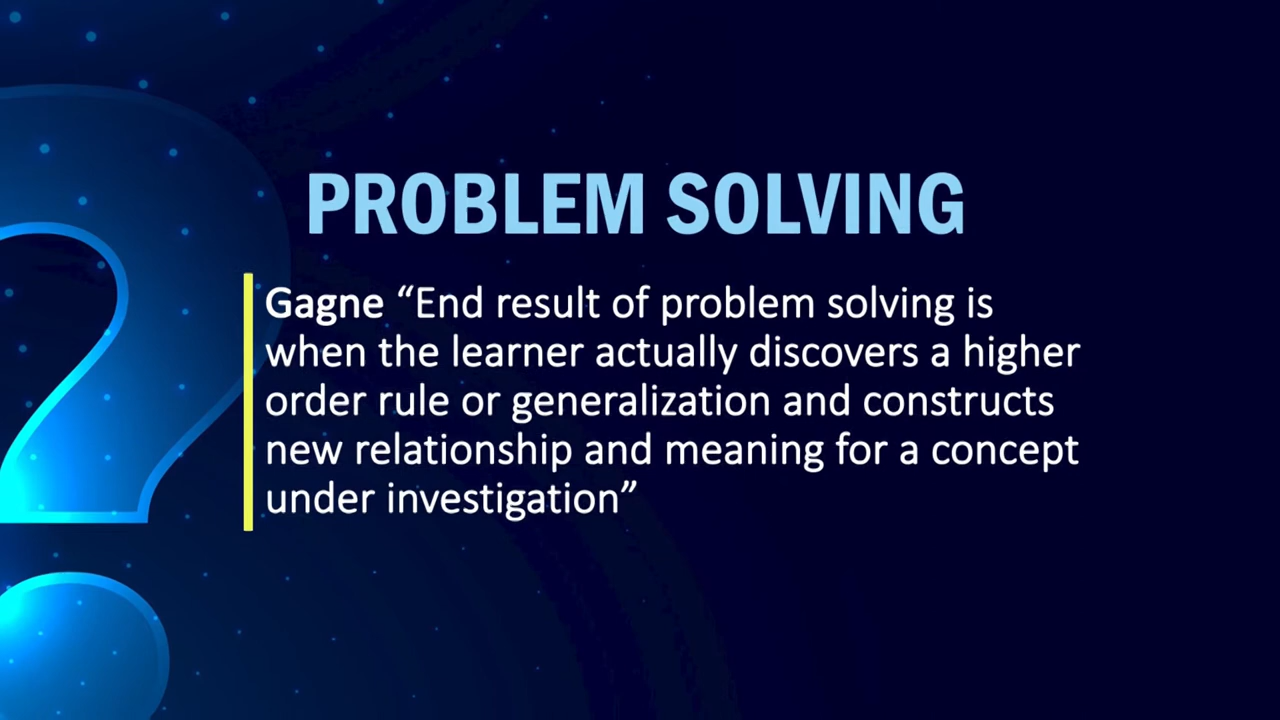 PROBLEM SOLVING
Gagne “End result of problem solving is
when the learner actually discovers a higher
order rule or generalization and constructs
new relationship and meaning for a concept
under investigation”